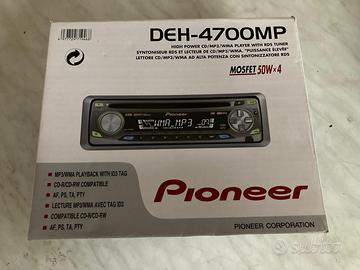 DEH-4700MP
HIGH POWER CD/MP3/WMA PLAYER WITH RDS TUNER
SYNTONISEUR RDS ET LECTEUR DE CD/MP3/WMA, "PUISSANCE ÉLEVÉE"
LETTORE CD/MP3/WMA AD ALTA POTENZA CON SINTONIZZATORE RDS
MOSFET 50W×4
WMA MP3
• MP3/WMA PLAYBACK WITH ID3 TAG
• CD-R/CD-RW COMPATIBLE
• AF, PS, TA, PTY
• LECTURE MP3/WMA AVEC TAG ID3
• COMPATIBLE CD-R/CD-RW
• AF, PS, TA, PTY
Pioneer
PIONEER CORPORATION
subito